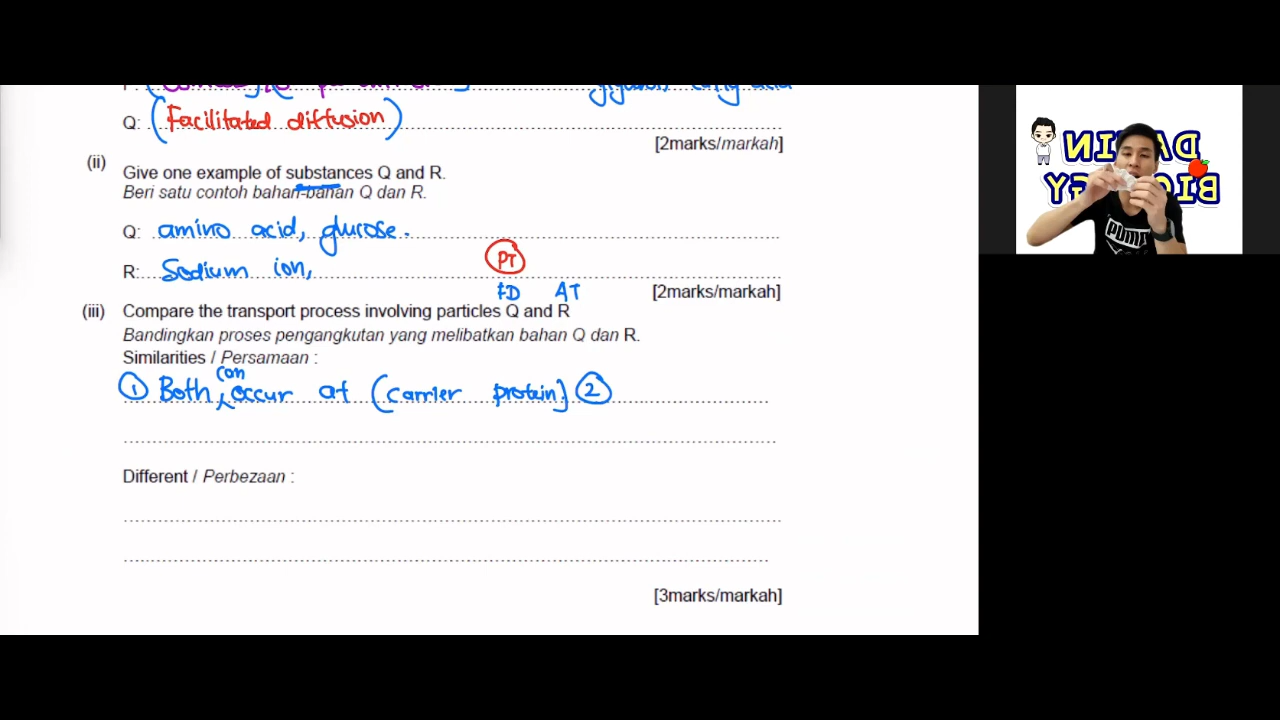 Q: (Facilitated diffusion)
[2marks/markah]
(ii) Give one example of substances Q and R.
Beri satu contoh bahan-bahan Q dan R.
Q: amino acid, glucose.
R: Sodium ion,
PT
FD AT
[2marks/markah]
(iii) Compare the transport process involving particles Q and R
Bandingkan proses pengangkutan yang melibatkan bahan Q dan R.
Similarities / Persamaan :
① Both can occur at (carrier protein) ②
Different / Perbezaan :
[3marks/markah]
PUMA